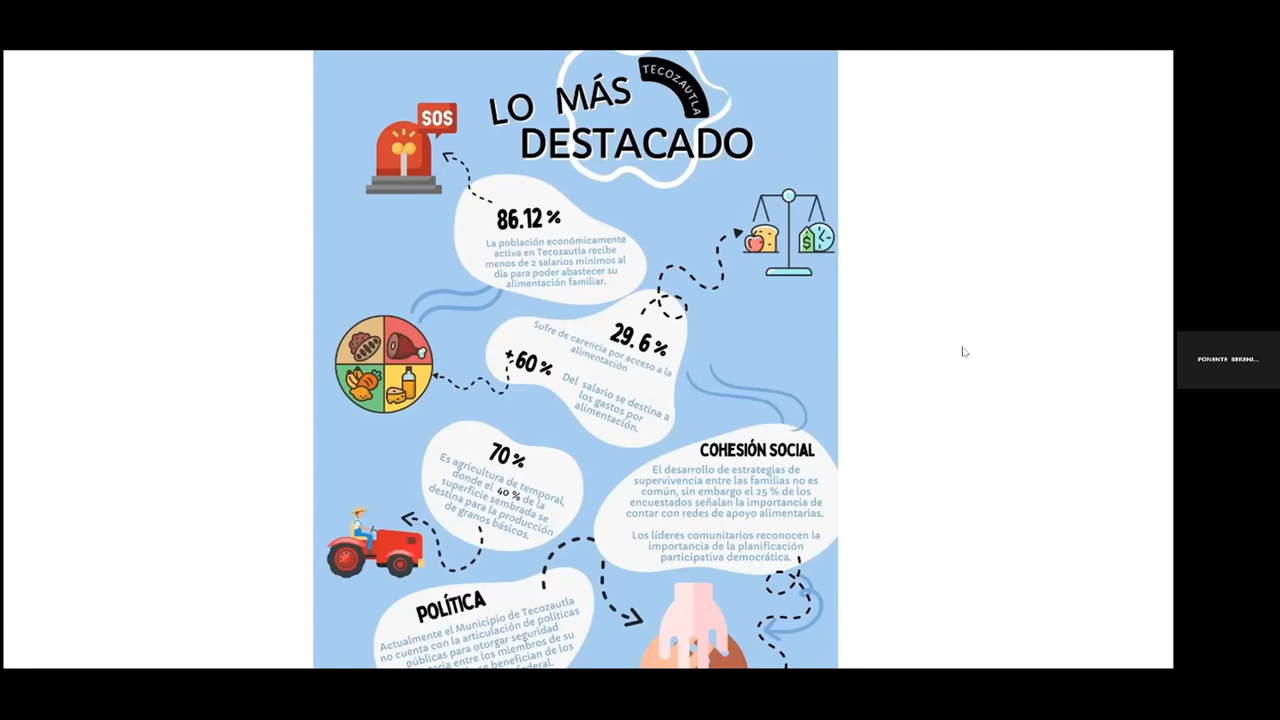 TECOZAUTLA
LO MÁS
DESTACADO
SOS
86.12 %
La población económicamente
activa en Tecozautla recibe
menos de 2 salarios mínimos al
día para poder abastecer su
alimentación familiar.
29.6 %
Sufre de carencia por acceso a la
alimentación
+60 %
Del salario se destina a
los gastos por
alimentación.
70 %
Es agricultura de temporal,
donde el 40 % de la
superficie sembrada se
destina para la producción
de granos básicos.
COHESIÓN SOCIAL
El desarrollo de estrategias de
supervivencia entre las familias no es
común, sin embargo el 25 % de los
encuestados señalan la importancia de
contar con redes de apoyo alimentarias.
Los líderes comunitarios reconocen la
importancia de la planificación
participativa democrática.
POLÍTICA
Actualmente el Municipio de Tecozautla
no cuenta con la articulación de políticas
públicas para otorgar seguridad
entre los miembros de su
se benefician de los
PONENTE BERENI...